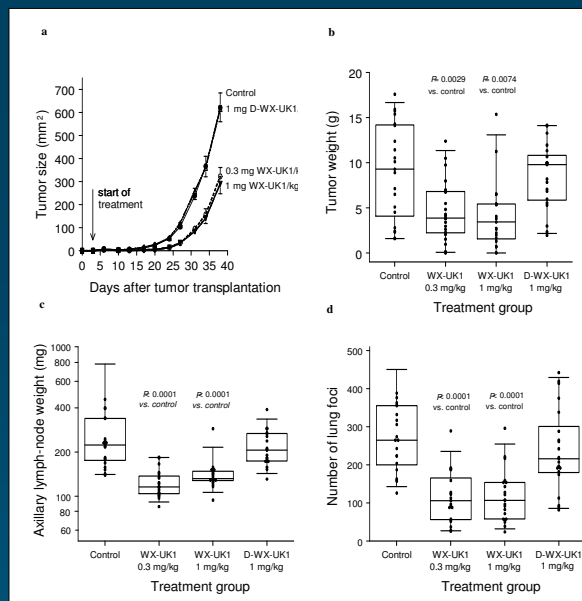 a
Tumor size (mm2)
700
600
500
400
300
200
100
0
Control
1 mg D-WX-UK1
0.3 mg WX-UK1/
1 mg WX-UK1/kg
start of
treatment
0 5 10 15 20 25 30 35 40
Days after tumor transplantation
b
Tumor weight (g)
20
15
10
5
0
P= 0.0029
vs. control
P= 0.0074
vs. control
Control WX-UK1 WX-UK1 D-WX-UK1
0.3 mg/kg 1 mg/kg 1 mg/kg
Treatment group
c
Axillary lymph-node weight (mg)
1000
800
600
400
200
100
80
60
P: 0.0001
vs. control
P: 0.0001
vs. control
Control WX-UK1 WX-UK1 D-WX-UK1
0.3 mg/kg 1 mg/kg 1 mg/kg
Treatment group
d
Number of lung foci
500
400
300
200
100
0
P: 0.0001
vs. control
P: 0.0001
vs. control
Control WX-UK1 WX-UK1 D-WX-UK1
0.3 mg/kg 1 mg/kg 1 mg/kg
Treatment group